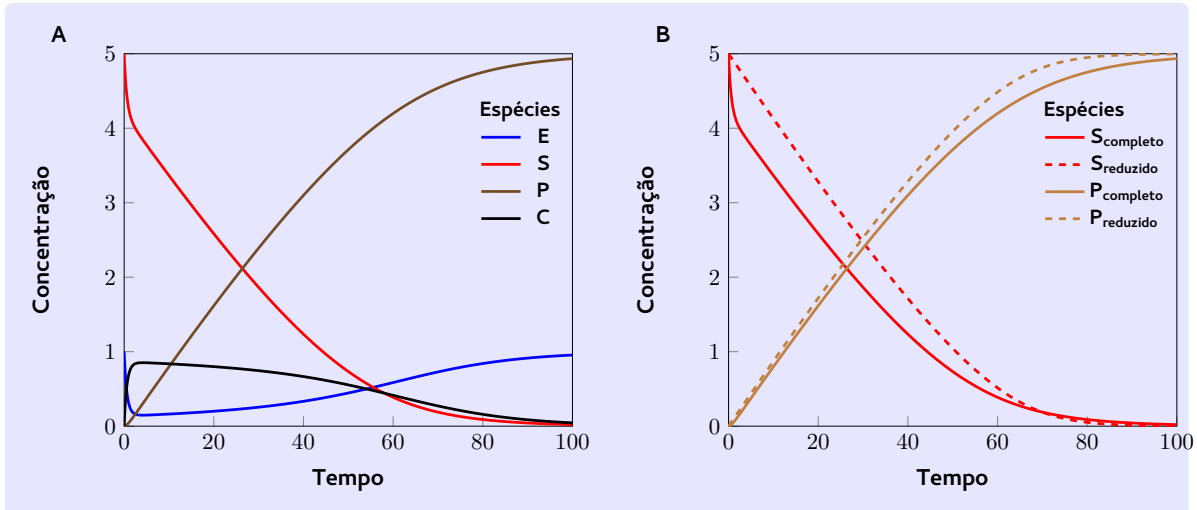 A
5
4
3
2
1
0
0 20 40 60 80 100
Concentração
Tempo
Espécies
E
S
P
C
B
5
4
3
2
1
0
0 20 40 60 80 100
Concentração
Tempo
Espécies
Scompleto
Sreduzido
Pcompleto
Preduzido